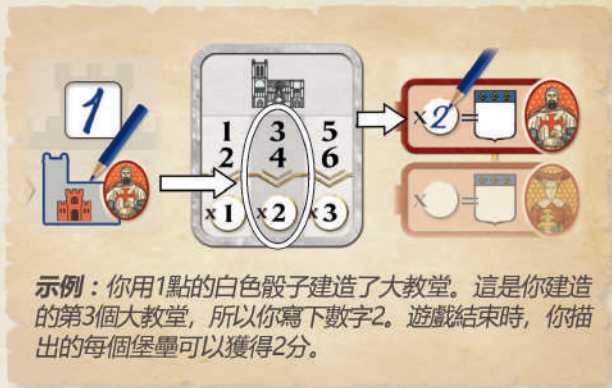 1
1 3 5
2 4 6
x1 x2 x3
x2 =
x =
示例：你用1點的白色骰子建造了大教堂。這是你建造
的第3個大教堂，所以你寫下數字2。遊戲結束時，你描
出的每個堡壘可以獲得2分。